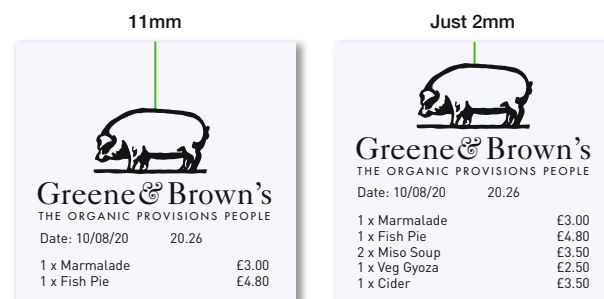 11mm
Greene & Brown's
THE ORGANIC PROVISIONS PEOPLE
Date: 10/08/20 20.26
1 x Marmalade £3.00
1 x Fish Pie £4.80
Just 2mm
Greene & Brown's
THE ORGANIC PROVISIONS PEOPLE
Date: 10/08/20 20.26
1 x Marmalade £3.00
1 x Fish Pie £4.80
2 x Miso Soup £3.50
1 x Veg Gyoza £2.50
1 x Cider £3.50